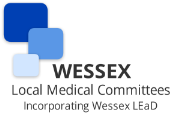 WESSEX
Local Medical Committees
Incorporating Wessex LEaD